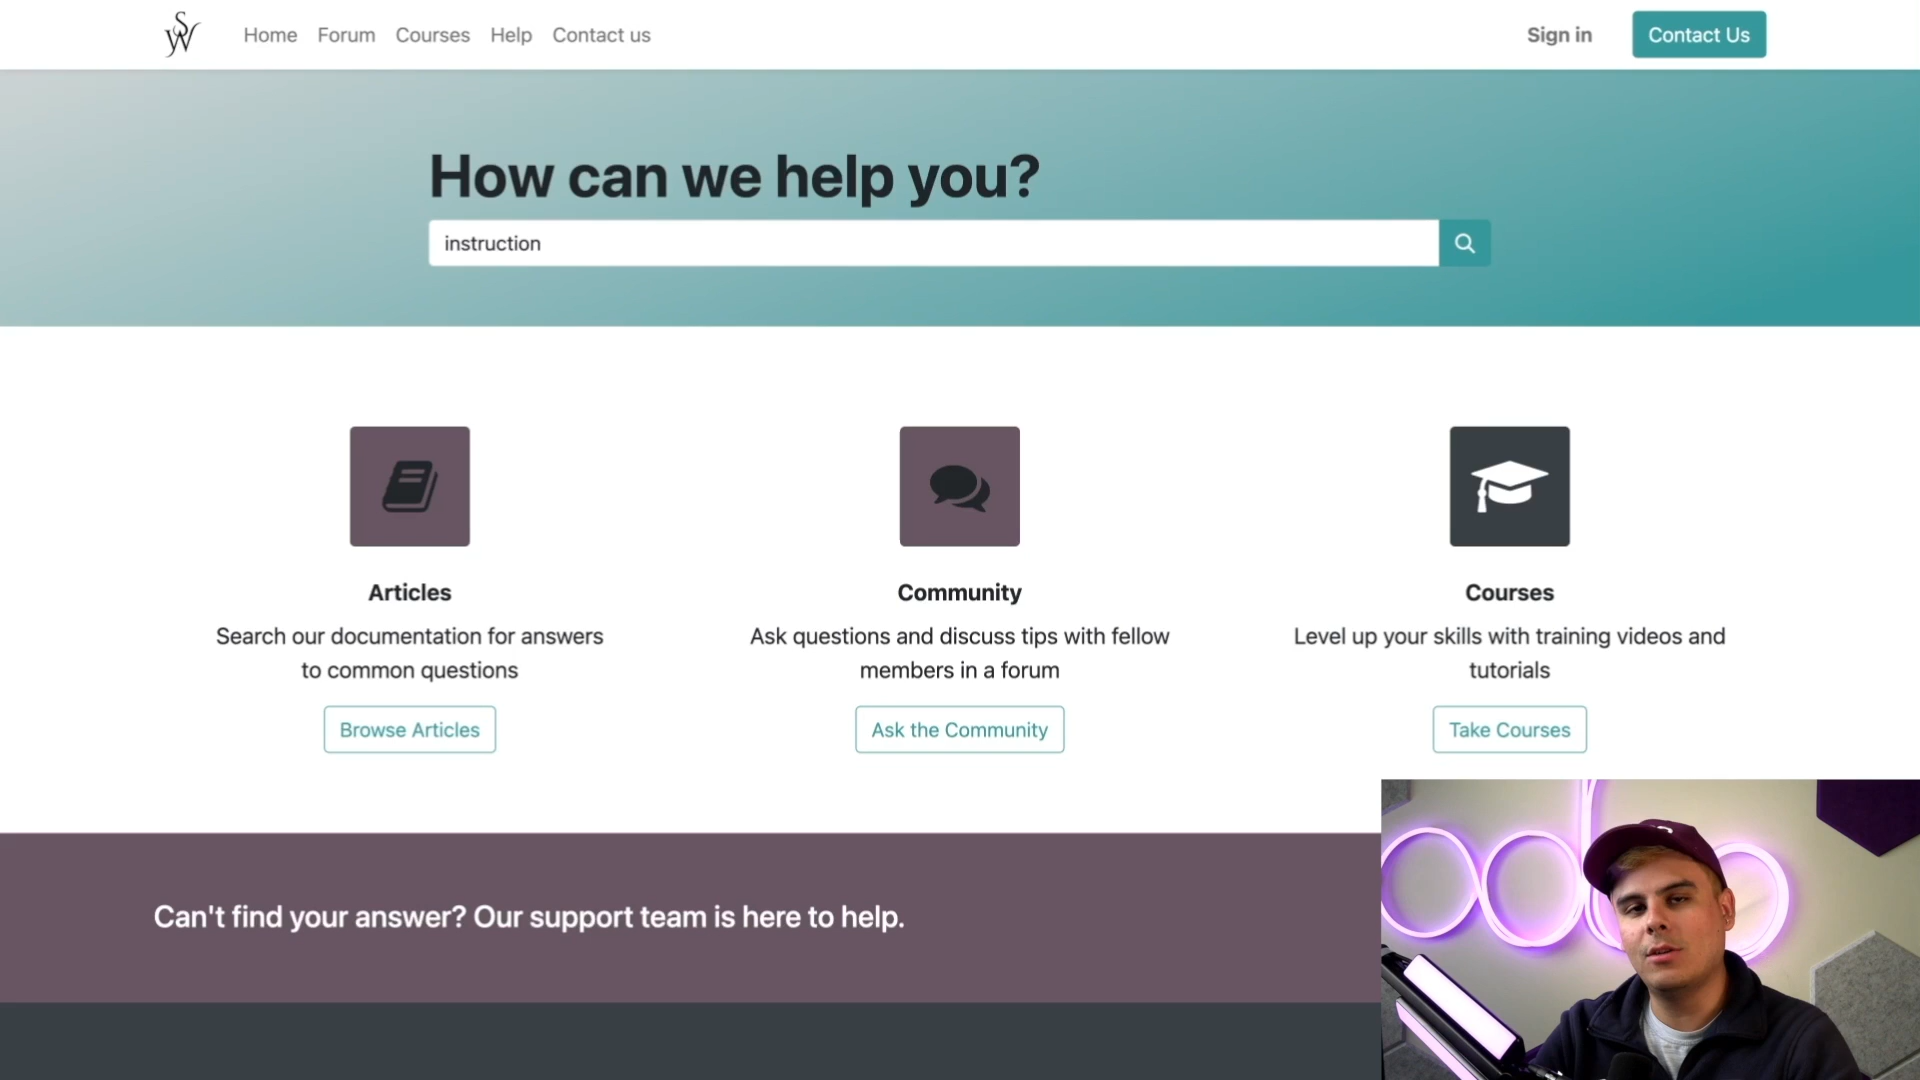 SW
Home Forum Courses Help Contact us Sign in Contact Us
How can we help you?
instruction
Articles
Search our documentation for answers
to common questions
Browse Articles
Community
Ask questions and discuss tips with fellow
members in a forum
Ask the Community
Courses
Level up your skills with training videos and
tutorials
Take Courses
Can't find your answer? Our support team is here to help.
odoo